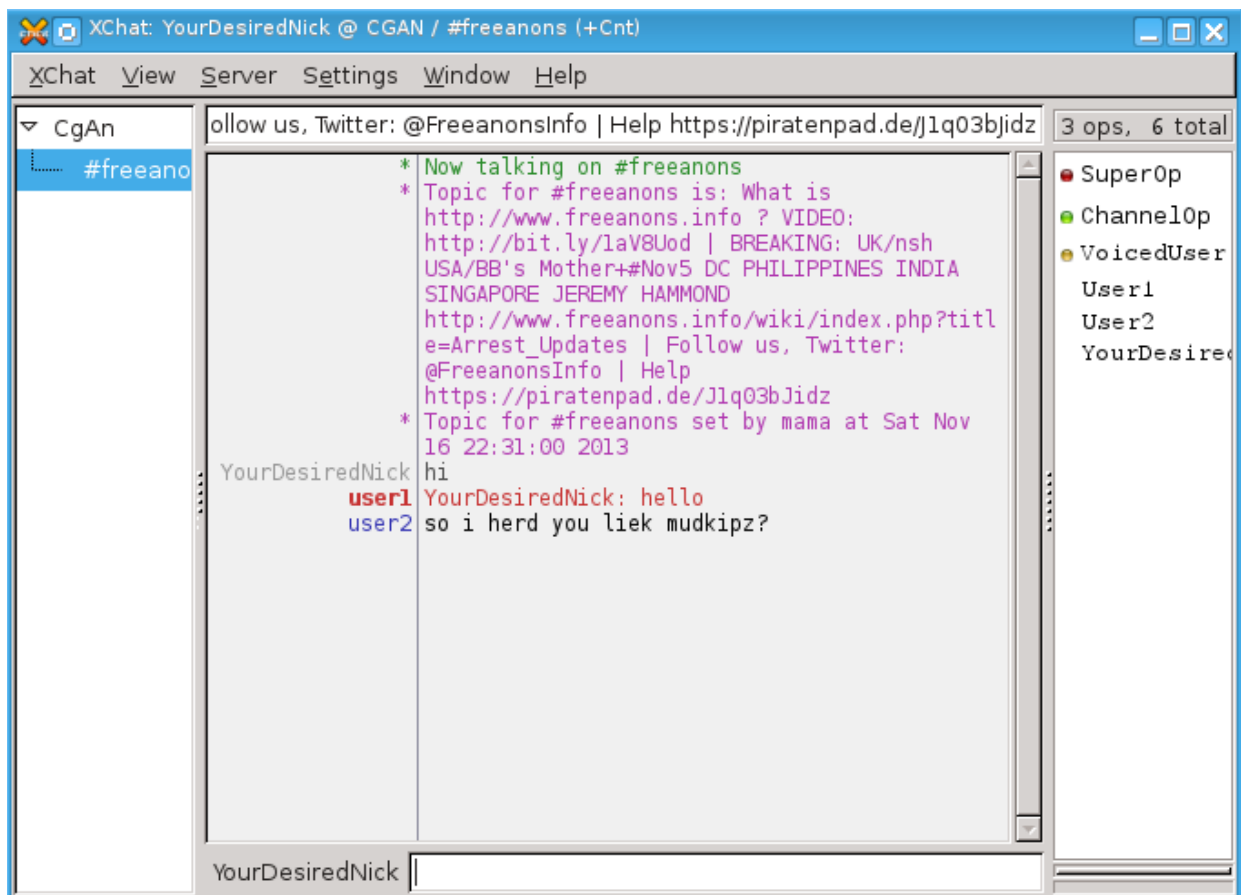 XChat: YourDesiredNick @ CGAN / #freeanons (+Cnt)
XChat View Server Settings Window Help
CgAn
#freeano
ollow us, Twitter: @FreeanonsInfo | Help https://piratenpad.de/J1q03bJidz
3 ops, 6 total
* Now talking on #freeanons
* Topic for #freeanons is: What is
http://www.freeanons.info ? VIDEO:
http://bit.ly/1aV8Uod | BREAKING: UK/nsh
USA/BB's Mother+#Nov5 DC PHILIPPINES INDIA
SINGAPORE JEREMY HAMMOND
http://www.freeanons.info/wiki/index.php?titl
e=Arrest_Updates | Follow us, Twitter:
@FreeanonsInfo | Help
https://piratenpad.de/J1q03bJidz
* Topic for #freeanons set by mama at Sat Nov
16 22:31:00 2013
YourDesiredNick hi
user1 YourDesiredNick: hello
user2 so i herd you liek mudkipz?
SuperOp
ChannelOp
VoicedUser
User1
User2
YourDesire
YourDesiredNick